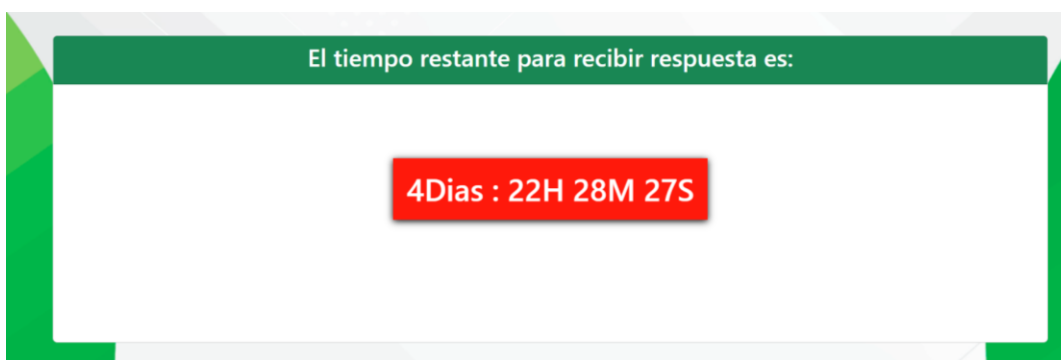 El tiempo restante para recibir respuesta es:
4Dias : 22H 28M 27S